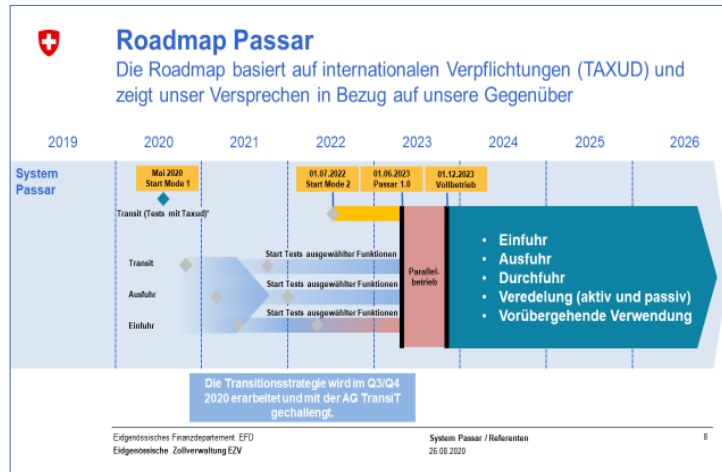 Roadmap Passar
Die Roadmap basiert auf internationalen Verpflichtungen (TAXUD) und
zeigt unser Versprechen in Bezug auf unsere Gegenüber
2019 2020 2021 2022 2023 2024 2025 2026
System
Passar
Mai 2020
Start Mode 1
01.07.2022
Start Mode 2
01.06.2023
Passar 1.0
01.12.2023
Vollbetrieb
Transit (Tests mit Taxud)*
Transit
Start Tests ausgewählter Funktionen
Ausfuhr
Start Tests ausgewählter Funktionen
Einfuhr
Start Tests ausgewählter Funktionen
Parallel-
betrieb
• Einfuhr
• Ausfuhr
• Durchfuhr
• Veredelung (aktiv und passiv)
• Vorübergehende Verwendung
Die Transitionsstrategie wird im Q3/Q4
2020 erarbeitet und mit der AG TransiT
gechallengt.
Eidgenössisches Finanzdepartement EFD
Eidgenössische Zollverwaltung EZV
System Passar / Referenten
26.08.2020
8